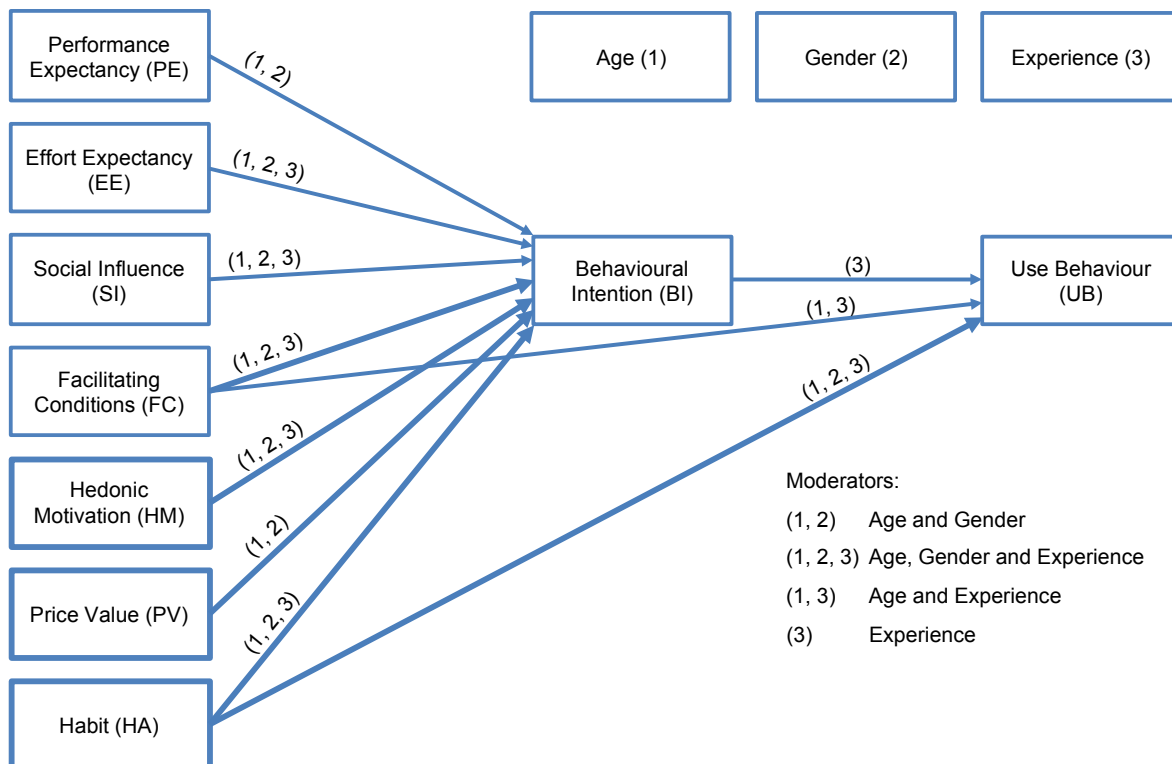 Performance
Expectancy (PE)
Age (1)
Gender (2)
Experience (3)
(1, 2)
Effort Expectancy
(EE)
(1, 2, 3)
Social Influence
(SI)
(1, 2, 3)
Behavioural
Intention (BI)
(3)
Use Behaviour
(UB)
(1, 3)
Facilitating
Conditions (FC)
(1, 2, 3)
(1, 2, 3)
Hedonic
Motivation (HM)
(1, 2, 3)
Price Value (PV)
(1, 2)
Habit (HA)
(1, 2, 3)
Moderators:
(1, 2) Age and Gender
(1, 2, 3) Age, Gender and Experience
(1, 3) Age and Experience
(3) Experience